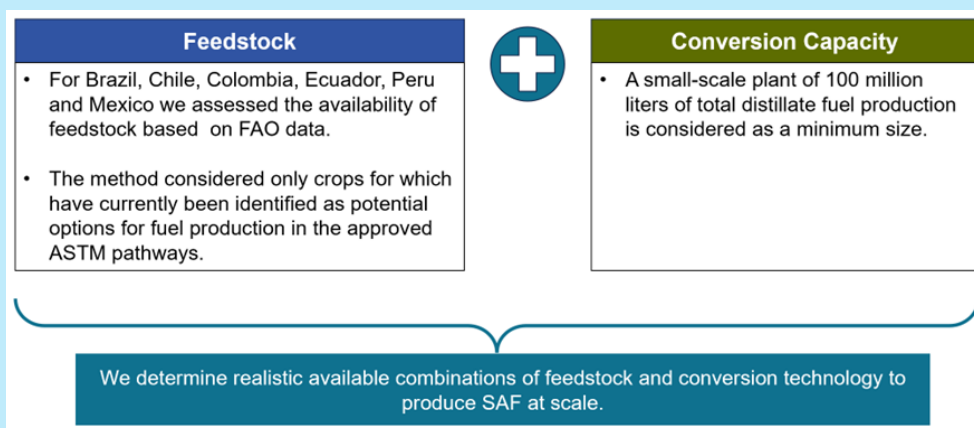 Feedstock
• For Brazil, Chile, Colombia, Ecuador, Peru
and Mexico we assessed the availability of
feedstock based on FAO data.
• The method considered only crops for which
have currently been identified as potential
options for fuel production in the approved
ASTM pathways.
Conversion Capacity
• A small-scale plant of 100 million
liters of total distillate fuel production
is considered as a minimum size.
We determine realistic available combinations of feedstock and conversion technology to
produce SAF at scale.